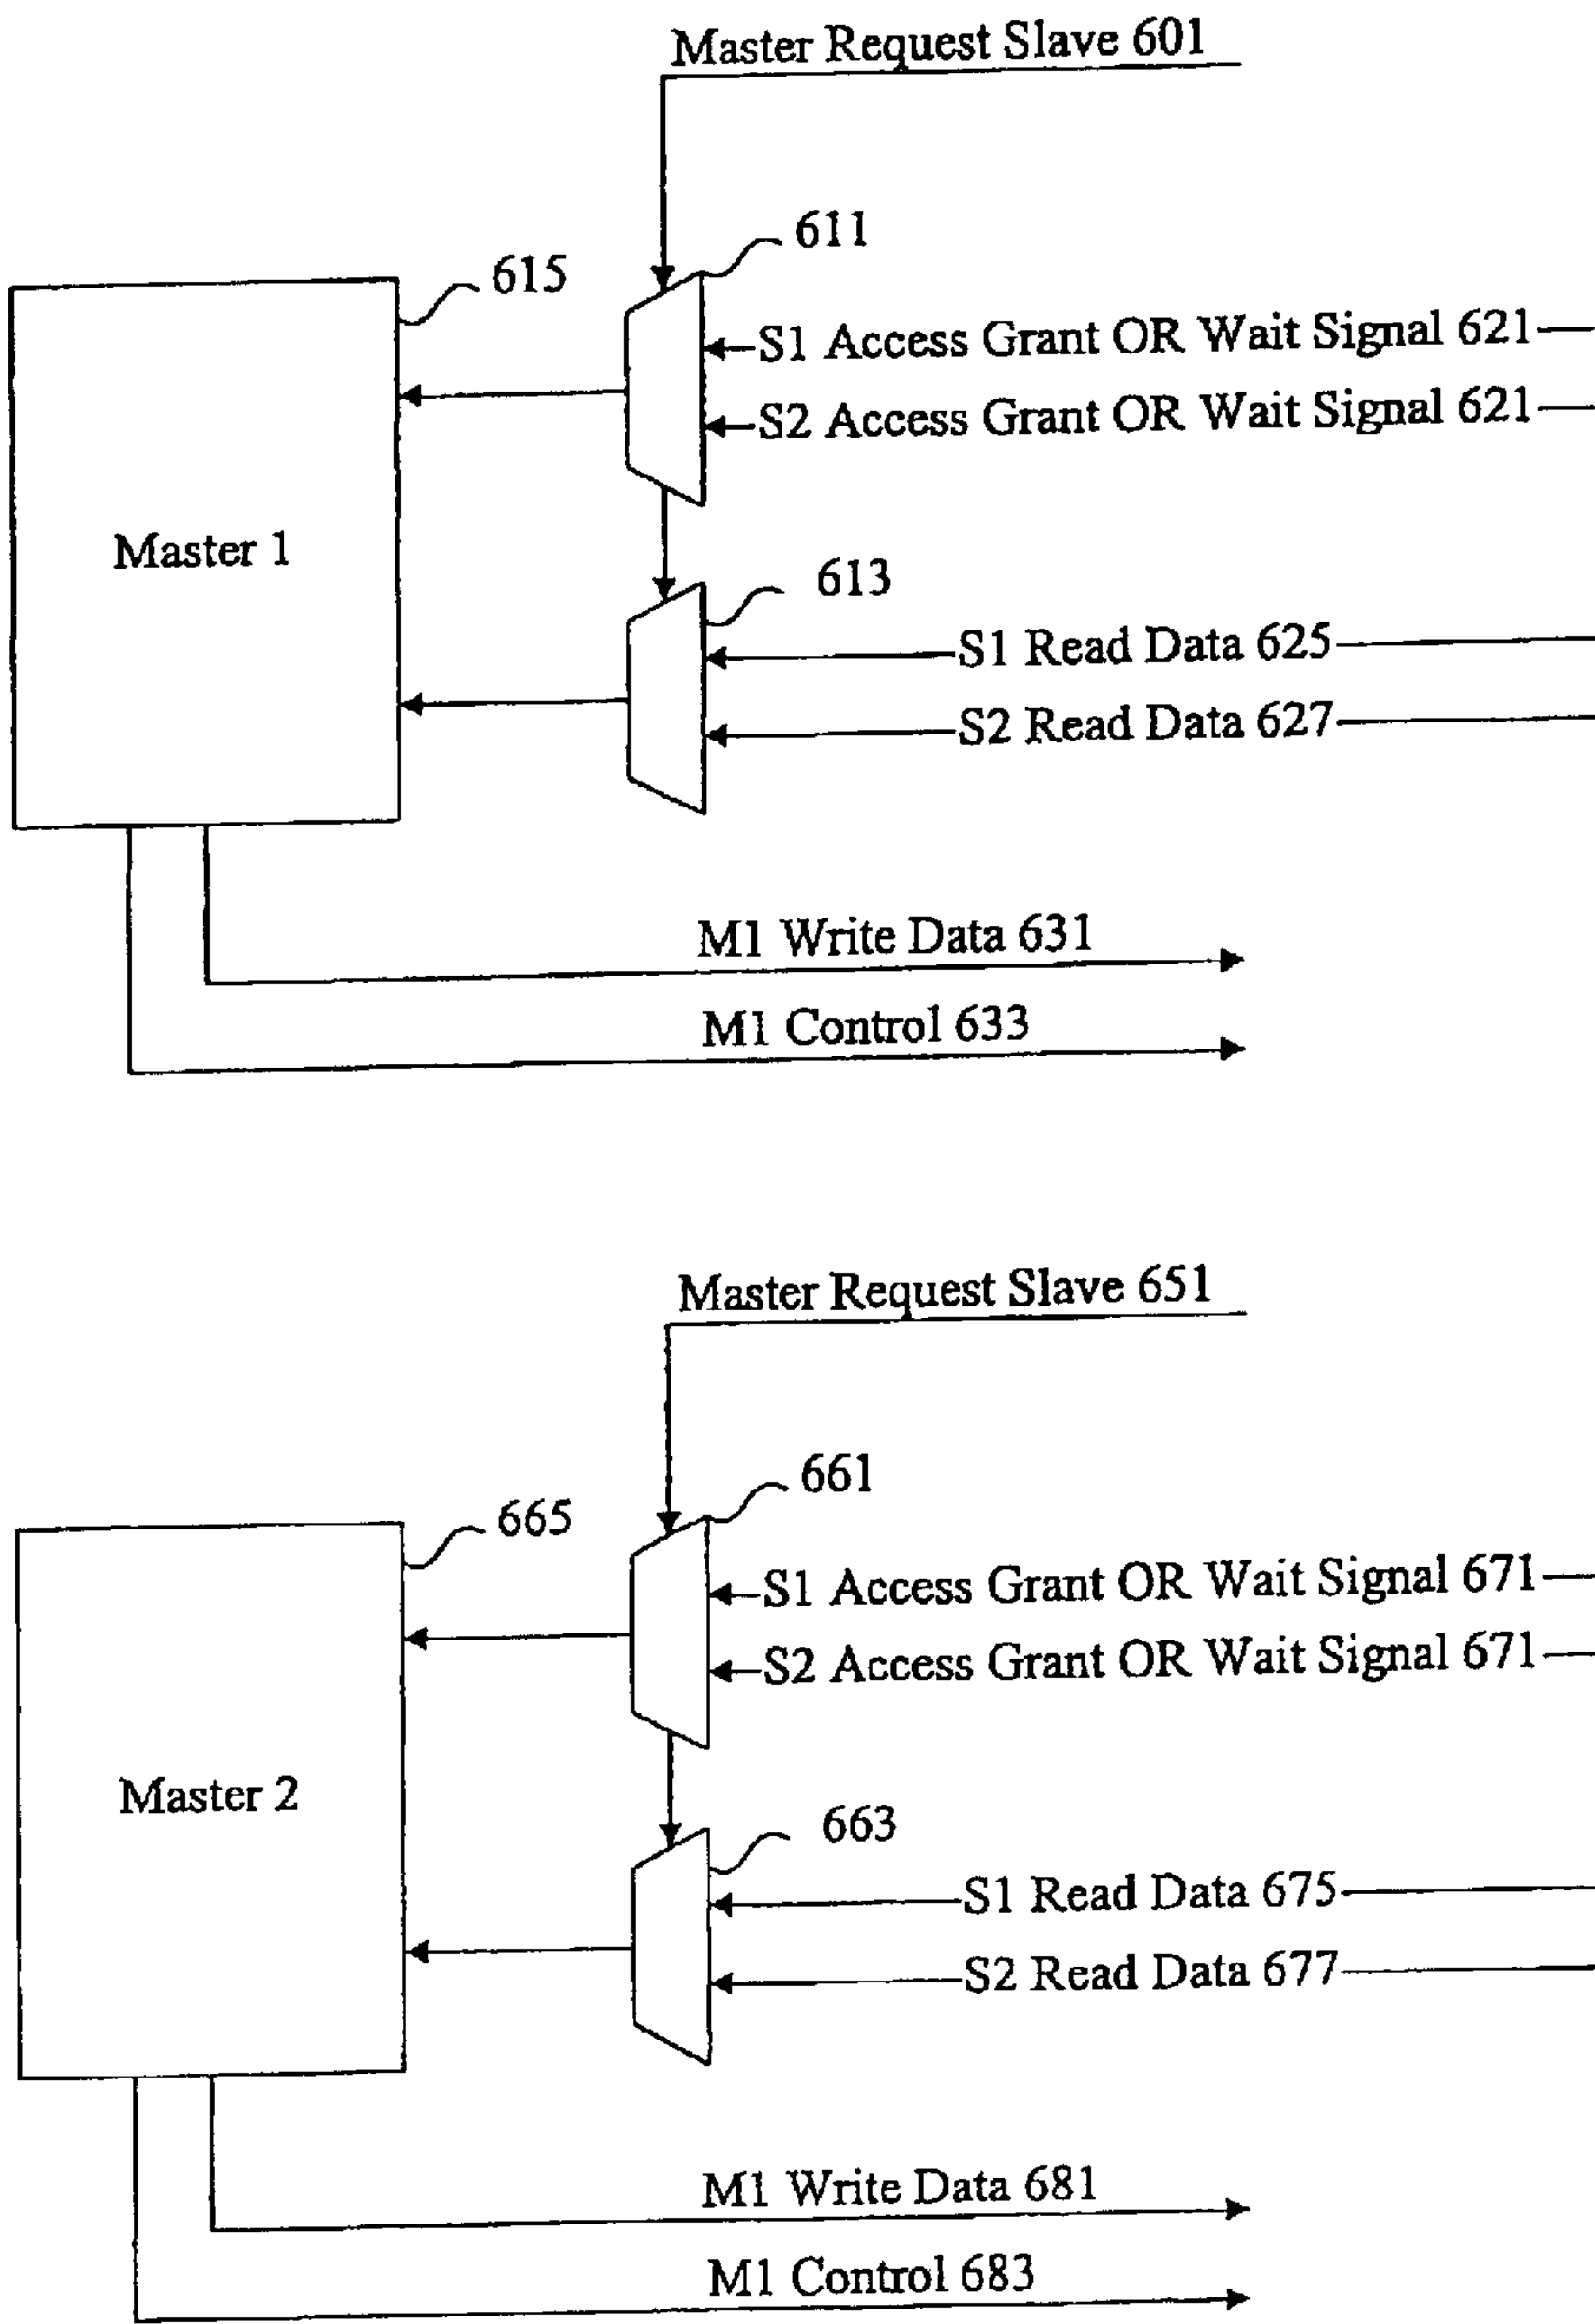 Master Request Slave 601
611
615
S1 Access Grant OR Wait Signal 621
S2 Access Grant OR Wait Signal 621
Master 1
613
S1 Read Data 625
S2 Read Data 627
M1 Write Data 631
M1 Control 633
Master Request Slave 651
661
665
S1 Access Grant OR Wait Signal 671
S2 Access Grant OR Wait Signal 671
Master 2
663
S1 Read Data 675
S2 Read Data 677
M1 Write Data 681
M1 Control 683